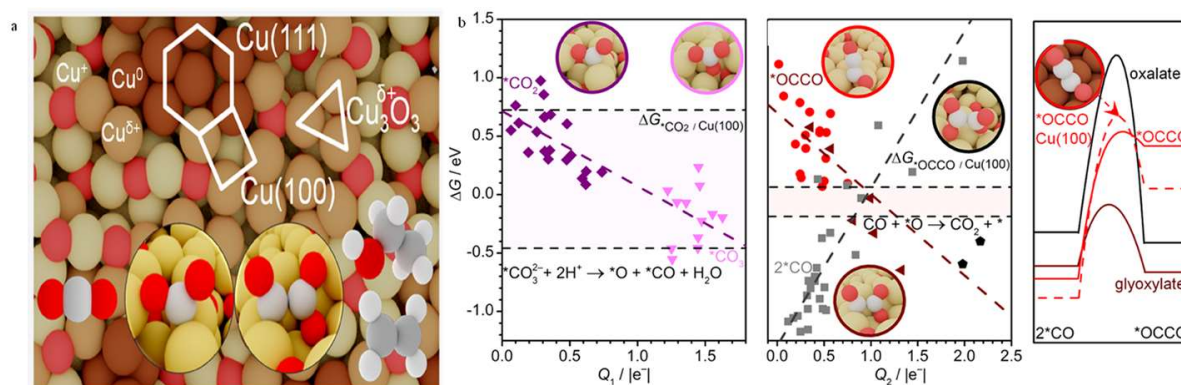 a
Cu(111)
Cu⁺
Cu⁰
Cu^δ+
Cu₃^δ+O₃
Cu(100)
b
ΔG / eV
1.5
1.0
0.5
0.0
-0.5
-1.0
*CO₂
ΔG*CO₂ / Cu(100)
*CO₃
*CO₃²⁻ + 2H⁺ → *O + *CO + H₂O
0.0
0.5
1.0
1.5
Q₁ / |e⁻|
*OCCO
ΔG*OCCO / Cu(100)
CO + *O → CO₂ + *
2*CO
0.0
0.5
1.0
1.5
2.0
2.5
Q₂ / |e⁻|
oxalate
*OCCO
Cu(100)
*OCCO
glyoxylate
2*CO
*OCCO